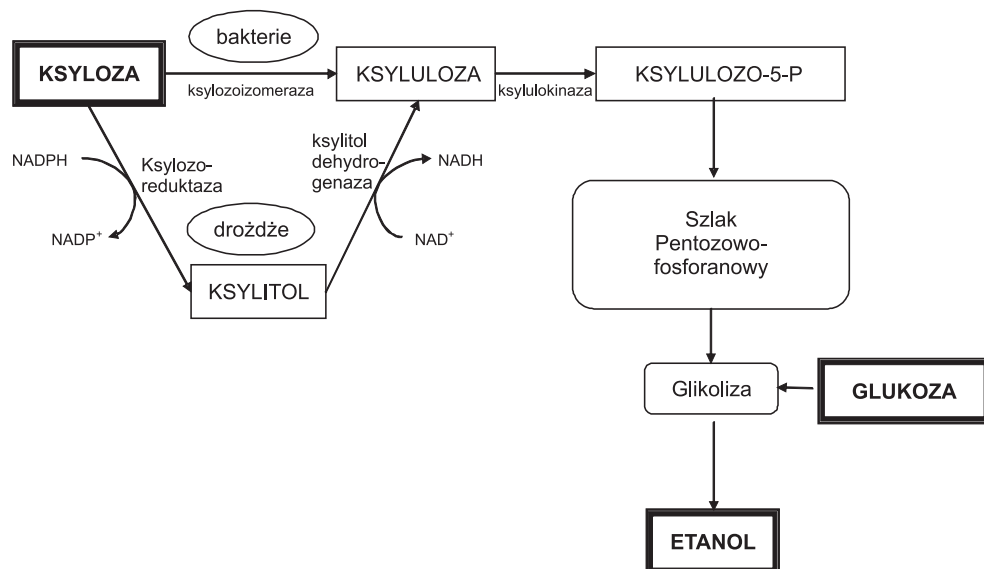 bakterie
KSYLOZA
KSYLULOZA
KSYLULOZO-5-P
ksylozoizomeraza
ksylulokinaza
NADPH
Ksylozo-
reduktaza
NADP+
ksylitol
dehydro-
genaza
NADH
NAD+
drożdże
KSYLITOL
Szlak
Pentozowo-
fosforanowy
Glikoliza
GLUKOZA
ETANOL